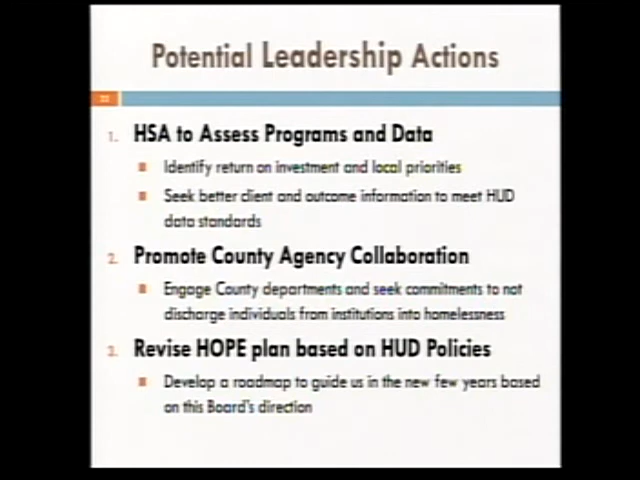 Potential Leadership Actions
1. HSA to Assess Programs and Data
Identify return on investment and local priorities
Seek better client and outcome information to meet HUD
data standards
2. Promote County Agency Collaboration
Engage County departments and seek commitments to not
discharge individuals from institutions into homelessness
3. Revise HOPE plan based on HUD Policies
Develop a roadmap to guide us in the new few years based
on this Board's direction